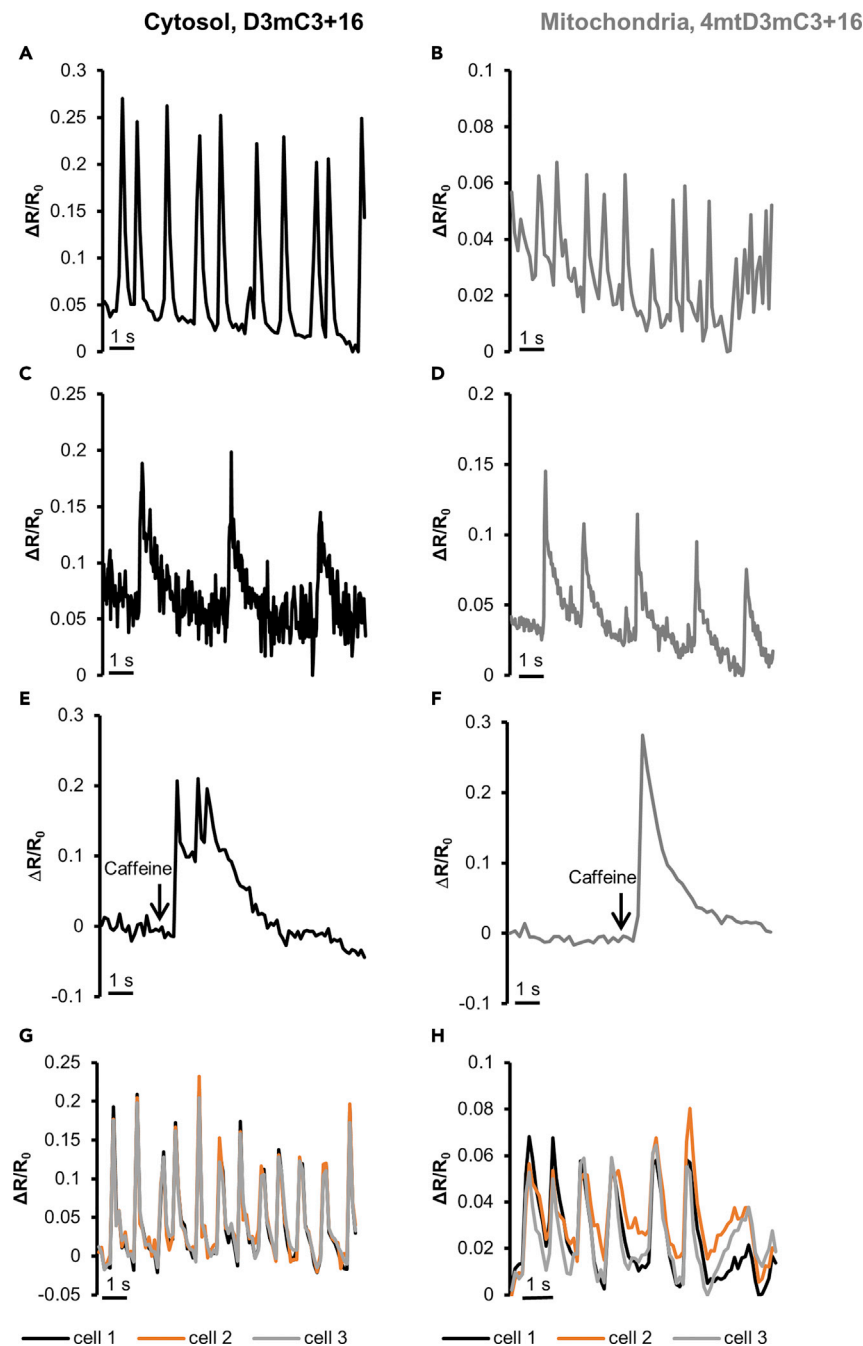 Cytosol, D3mC3+16
Mitochondria, 4mtD3mC3+16
A
0.3
0.25
0.2
0.15
0.1
0.05
0
ΔR/R0
1 s
B
0.1
0.08
0.06
0.04
0.02
0
ΔR/R0
1 s
C
0.25
0.2
0.15
0.1
0.05
0
ΔR/R0
1 s
D
0.2
0.15
0.1
0.05
0
ΔR/R0
1 s
E
0.3
0.2
0.1
0
-0.1
ΔR/R0
Caffeine
1 s
F
0.3
0.2
0.1
0
-0.1
ΔR/R0
Caffeine
1 s
G
0.25
0.2
0.15
0.1
0.05
0
-0.05
ΔR/R0
1 s
H
0.1
0.08
0.06
0.04
0.02
0
ΔR/R0
1 s
cell 1 cell 2 cell 3
cell 1 cell 2 cell 3